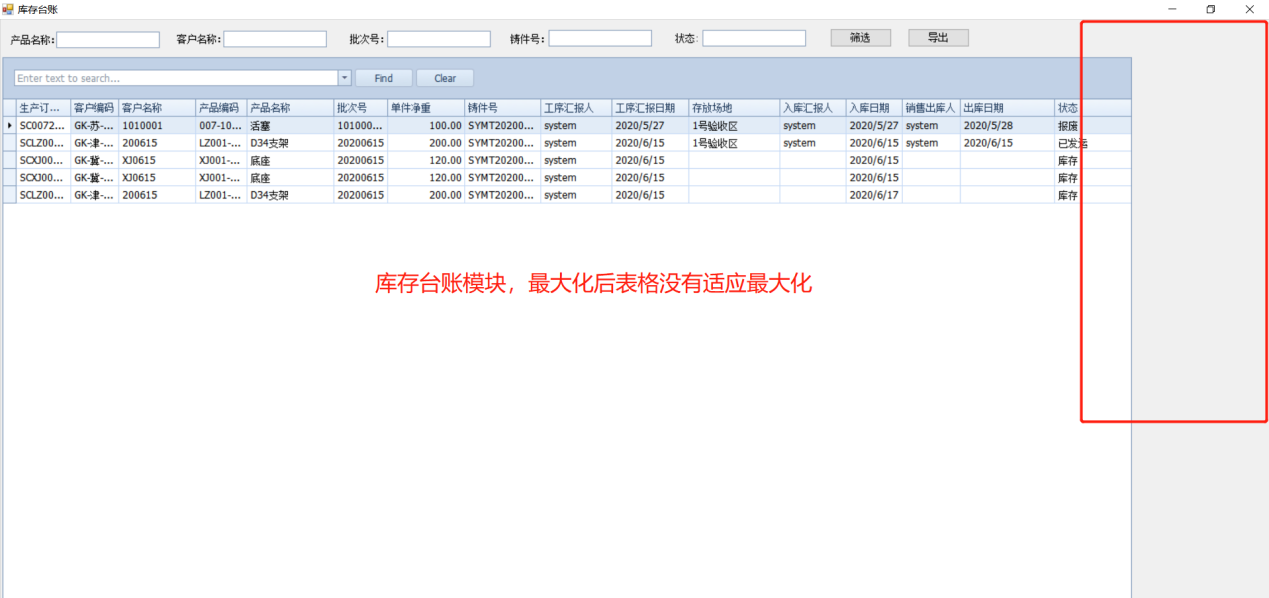 库存台账
产品名称: 客户名称: 批次号: 铸件号: 状态: 筛选 导出
Enter text to search... Find Clear
生产订... 客户编码 客户名称 产品编码 产品名称 批次号 单件净重 铸件号 工序汇报人 工序汇报日期 存放场地 入库汇报人 入库日期 销售出库人 出库日期 状态
SC0072... GK-苏-... 1010001 007-10... 活塞 101000... 100.00 SYMT20200... system 2020/5/27 1号验收区 system 2020/5/27 system 2020/5/28 报废
SCLZ00... GK-津-... 200615 LZ001-... D34支架 20200615 200.00 SYMT20200... system 2020/6/15 1号验收区 system 2020/6/15 system 2020/6/15 已发运
SCXJ00... GK-冀-... XJ0615 XJ001-... 底座 20200615 120.00 SYMT20200... system 2020/6/15 2020/6/15 库存
SCXJ00... GK-冀-... XJ0615 XJ001-... 底座 20200615 120.00 SYMT20200... system 2020/6/15 2020/6/15 库存
SCLZ00... GK-津-... 200615 LZ001-... D34支架 20200615 200.00 SYMT20200... system 2020/6/15 2020/6/17 库存
库存台账模块，最大化后表格没有适应最大化